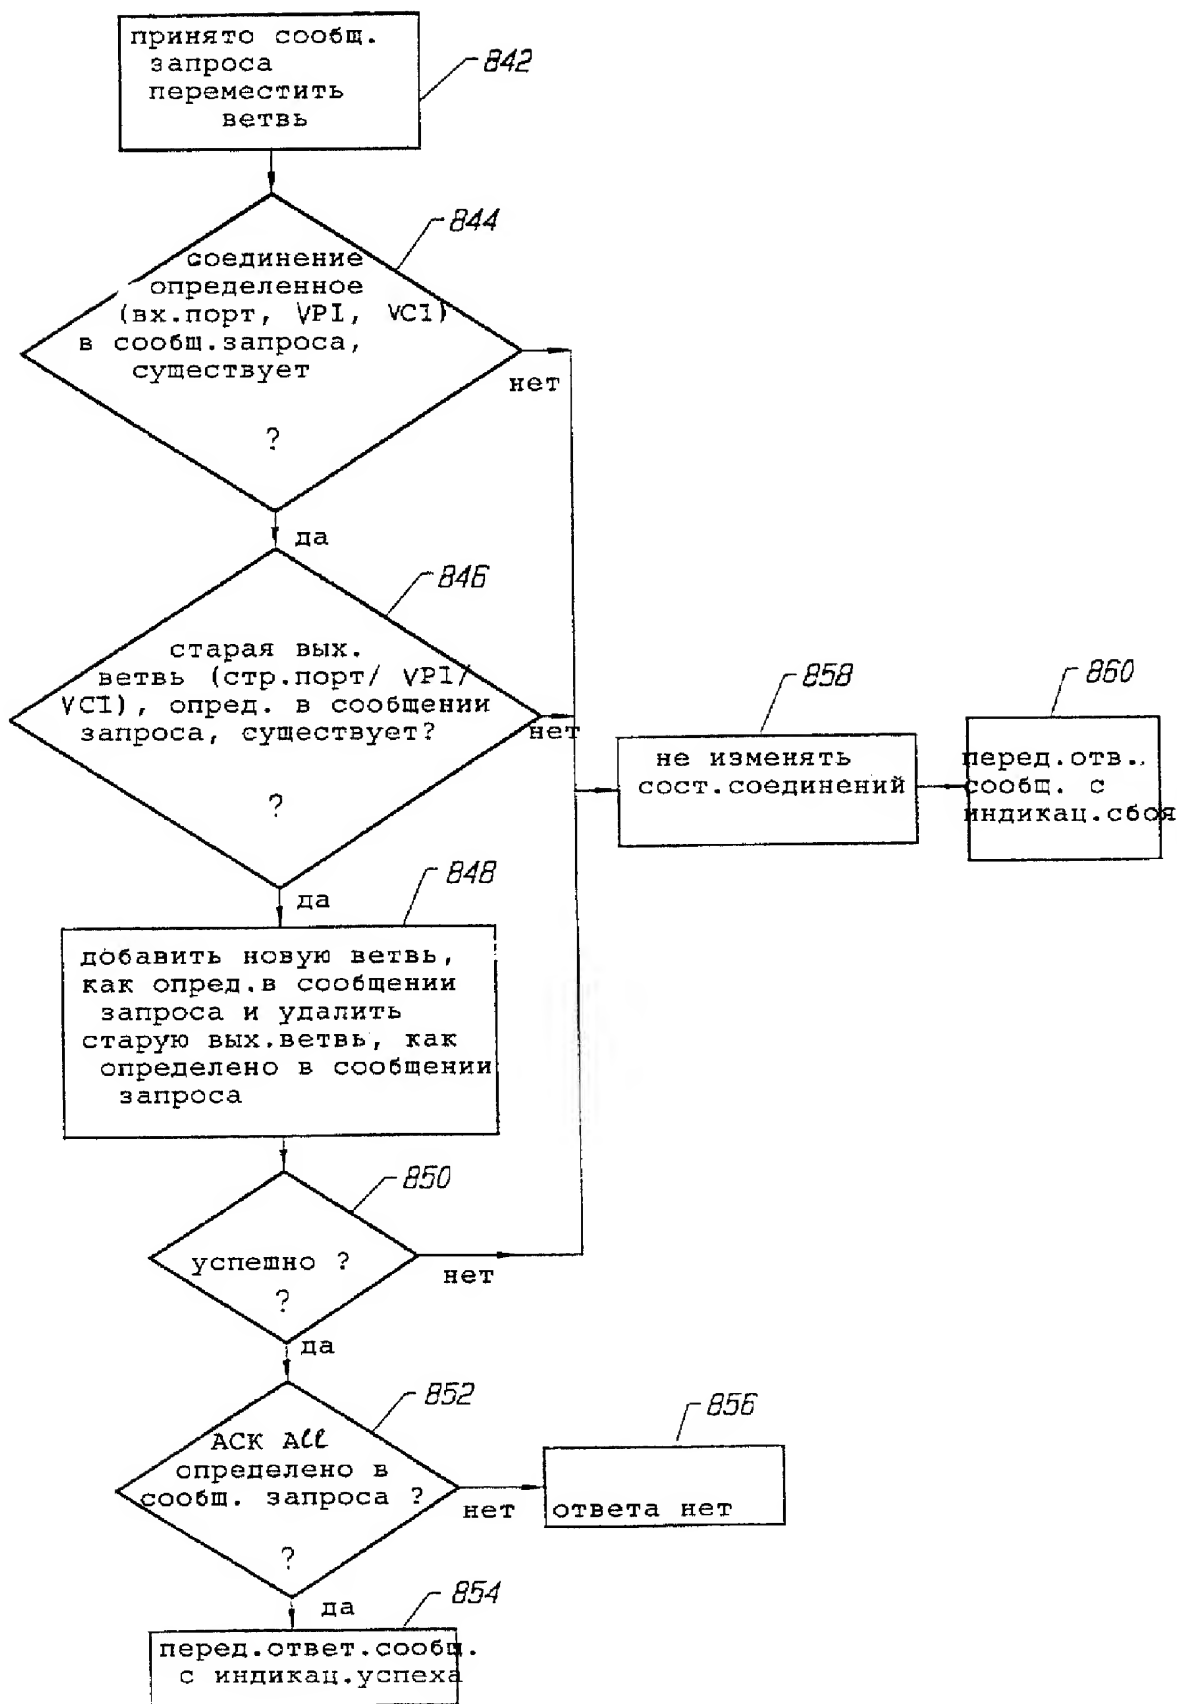 принято сообщ.
запроса
переместить
ветвь
842
844
соединение
определенное
(вх.порт, VPI, VCI)
в сообщ.запроса,
существует
?
нет
да
846
старая вых.
ветвь (стр.порт/ VPI/
VCI), опред. в сообщении
запроса, существует?
?
нет
да
858
не изменять
сост.соединений
860
перед.отв.
сообщ. с
индикац.сбоя
848
добавить новую ветвь,
как опред.в сообщении
запроса и удалить
старую вых.ветвь, как
определено в сообщении
запроса
850
успешно ?
?
нет
да
852
ACK All
определено в
сообщ. запроса ?
?
нет
да
856
ответа нет
854
перед.ответ.сообщ.
с индикац.успеха